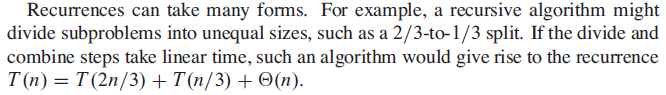 Recurrences can take many forms. For example, a recursive algorithm might
divide subproblems into unequal sizes, such as a 2/3-to-1/3 split. If the divide and
combine steps take linear time, such an algorithm would give rise to the recurrence
T(n) = T(2n/3) + T(n/3) + Θ(n).